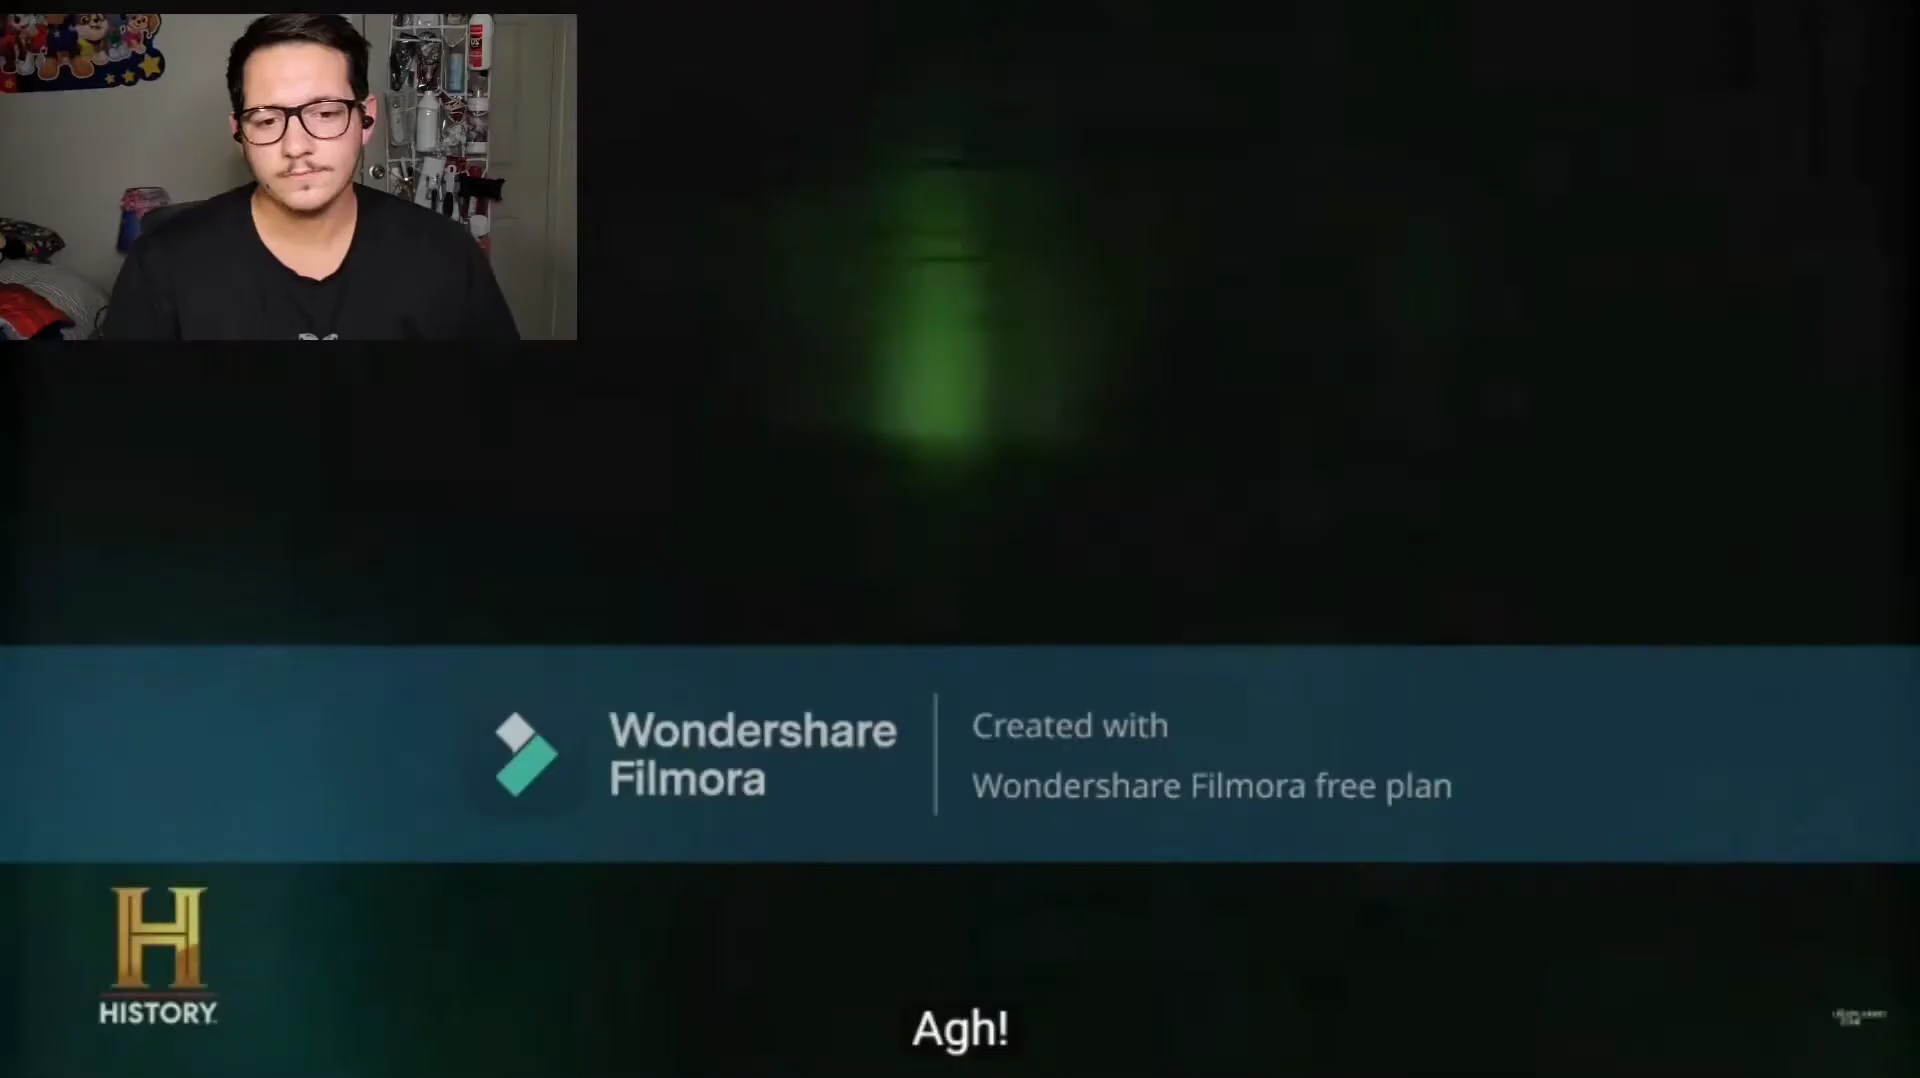 Wondershare
Filmora
Created with
Wondershare Filmora free plan
HISTORY
Agh!